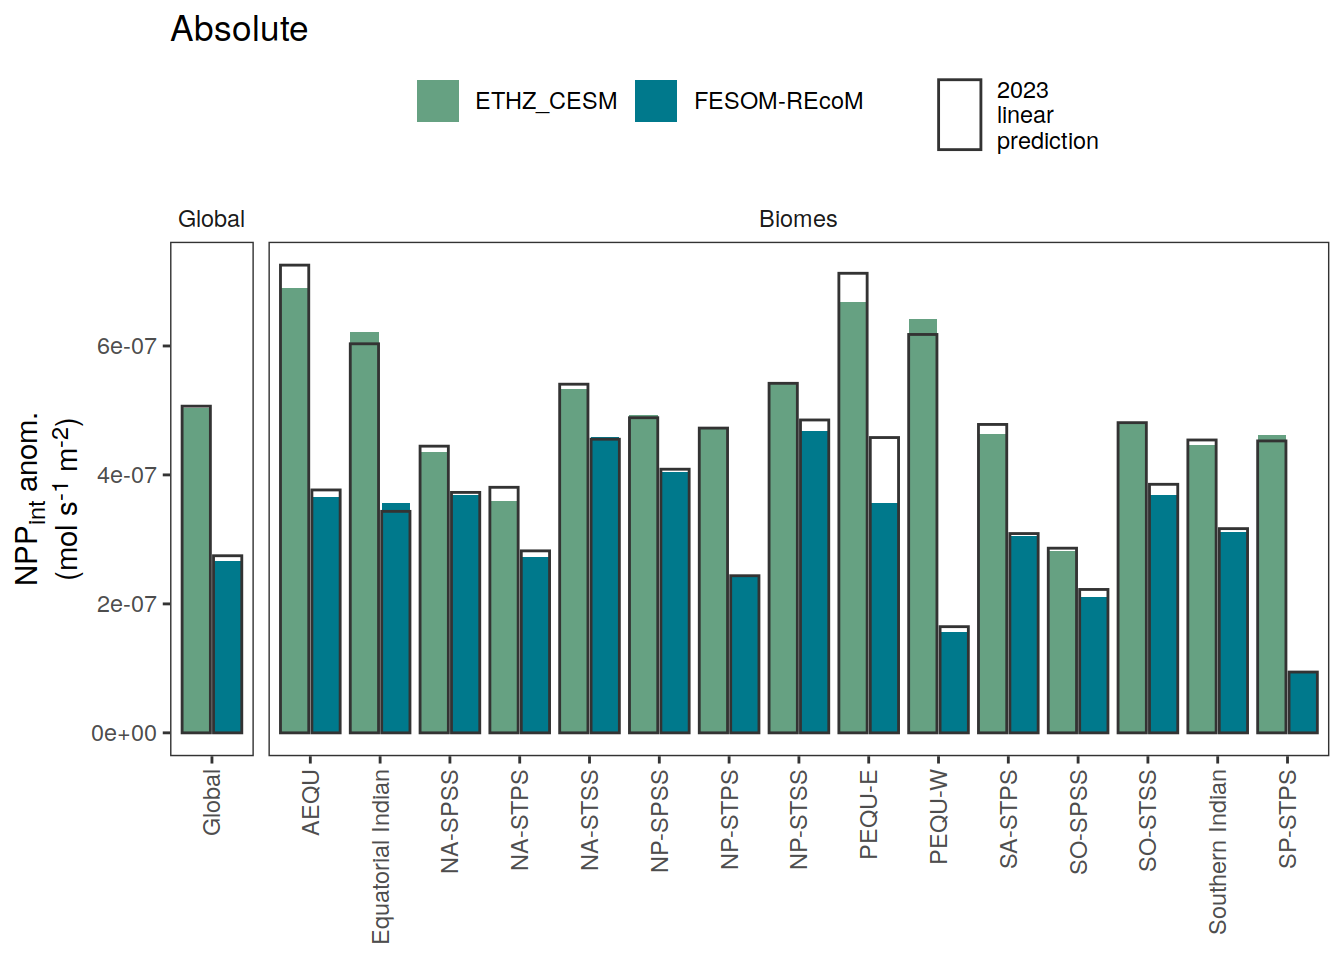 Absolute
ETHZ_CESM
FESOM-REcoM
2023
linear
prediction
Global
Biomes
NPPint anom.
(mol s-1 m-2)
6e-07
4e-07
2e-07
0e+00
Global
AEQU
Equatorial Indian
NA-SPSS
NA-STPS
NA-STSS
NP-SPSS
NP-STPS
NP-STSS
PEQU-E
PEQU-W
SA-STPS
SO-SPSS
SO-STSS
Southern Indian
SP-STPS